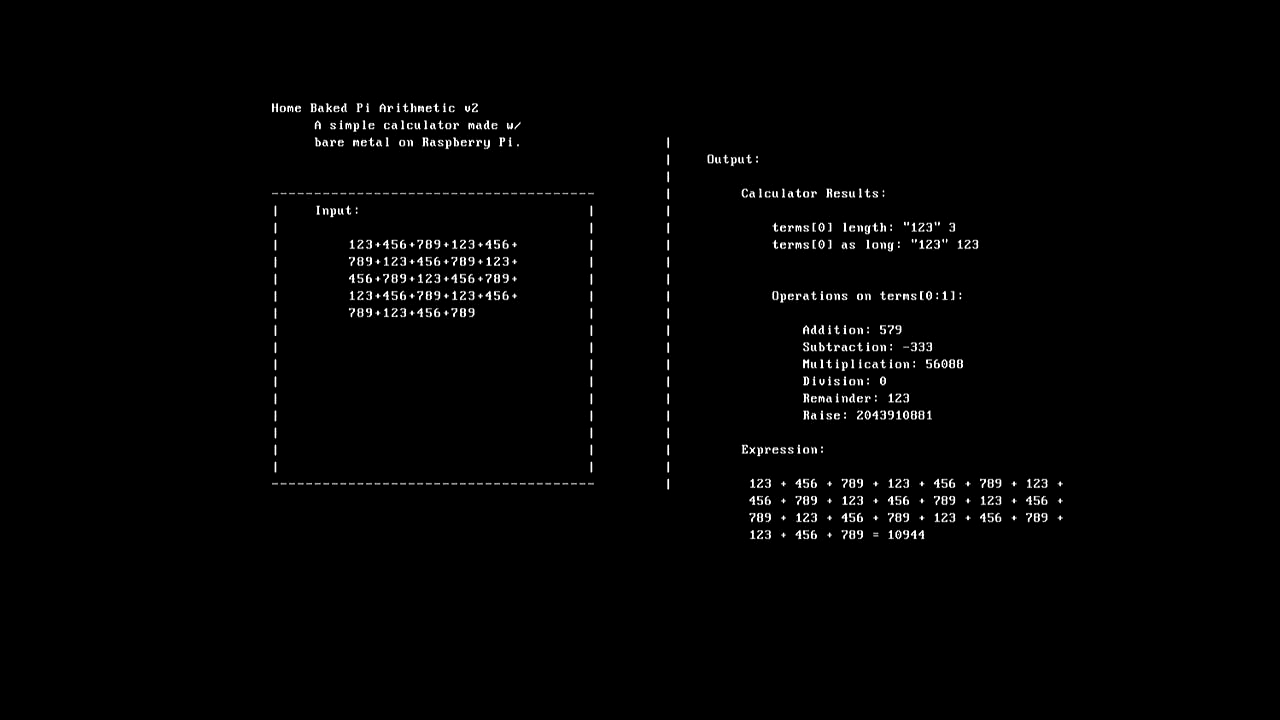 Home Baked Pi Arithmetic v2
A simple calculator made w/
bare metal on Raspberry Pi.
Input:
123+456+789+123+456+
789+123+456+789+123+
456+789+123+456+789+
123+456+789+123+456+
789+123+456+789
Output:
Calculator Results:
terms[0] length: "123" 3
terms[0] as long: "123" 123
Operations on terms[0:1]:
Addition: 579
Subtraction: -333
Multiplication: 56088
Division: 0
Remainder: 123
Raise: 2043910881
Expression:
123 + 456 + 789 + 123 + 456 + 789 + 123 +
456 + 789 + 123 + 456 + 789 + 123 + 456 +
789 + 123 + 456 + 789 + 123 + 456 + 789 +
123 + 456 + 789 = 10944